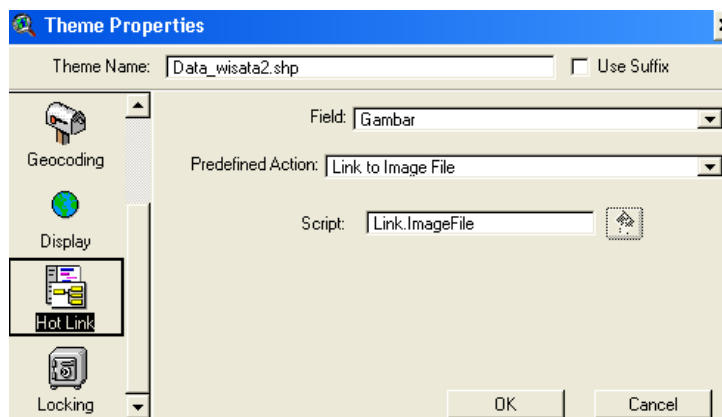 Theme Properties
Theme Name: Data_wisata2.shp Use Suffix
Geocoding
Display
Hot Link
Locking
Field: Gambar
Predefined Action: Link to Image File
Script: Link.ImageFile
OK Cancel